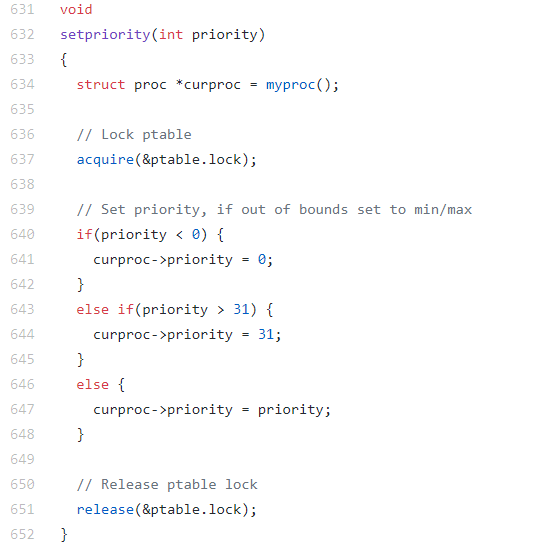 631 void
632 setpriority(int priority)
633 {
634   struct proc *curproc = myproc();
635
636   // Lock ptable
637   acquire(&ptable.lock);
638
639   // Set priority, if out of bounds set to min/max
640   if(priority < 0) {
641     curproc->priority = 0;
642   }
643   else if(priority > 31) {
644     curproc->priority = 31;
645   }
646   else {
647     curproc->priority = priority;
648   }
649
650   // Release ptable lock
651   release(&ptable.lock);
652 }